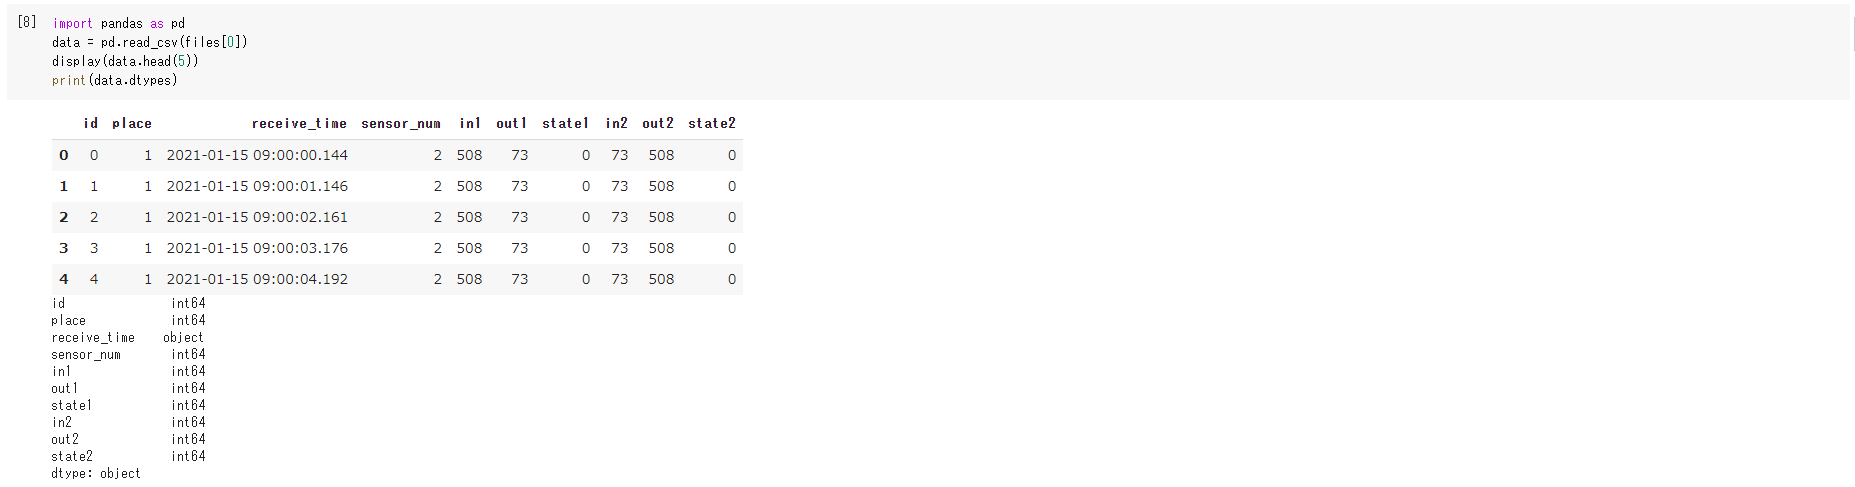 [8] import pandas as pd
data = pd.read_csv(files[0])
display(data.head(5))
print(data.dtypes)
id place receive_time sensor_num in1 out1 state1 in2 out2 state2
0 0 1 2021-01-15 09:00:00.144 2 508 73 0 73 508 0
1 1 1 2021-01-15 09:00:01.146 2 508 73 0 73 508 0
2 2 1 2021-01-15 09:00:02.161 2 508 73 0 73 508 0
3 3 1 2021-01-15 09:00:03.176 2 508 73 0 73 508 0
4 4 1 2021-01-15 09:00:04.192 2 508 73 0 73 508 0
id int64
place int64
receive_time object
sensor_num int64
in1 int64
out1 int64
state1 int64
in2 int64
out2 int64
state2 int64
dtype: object